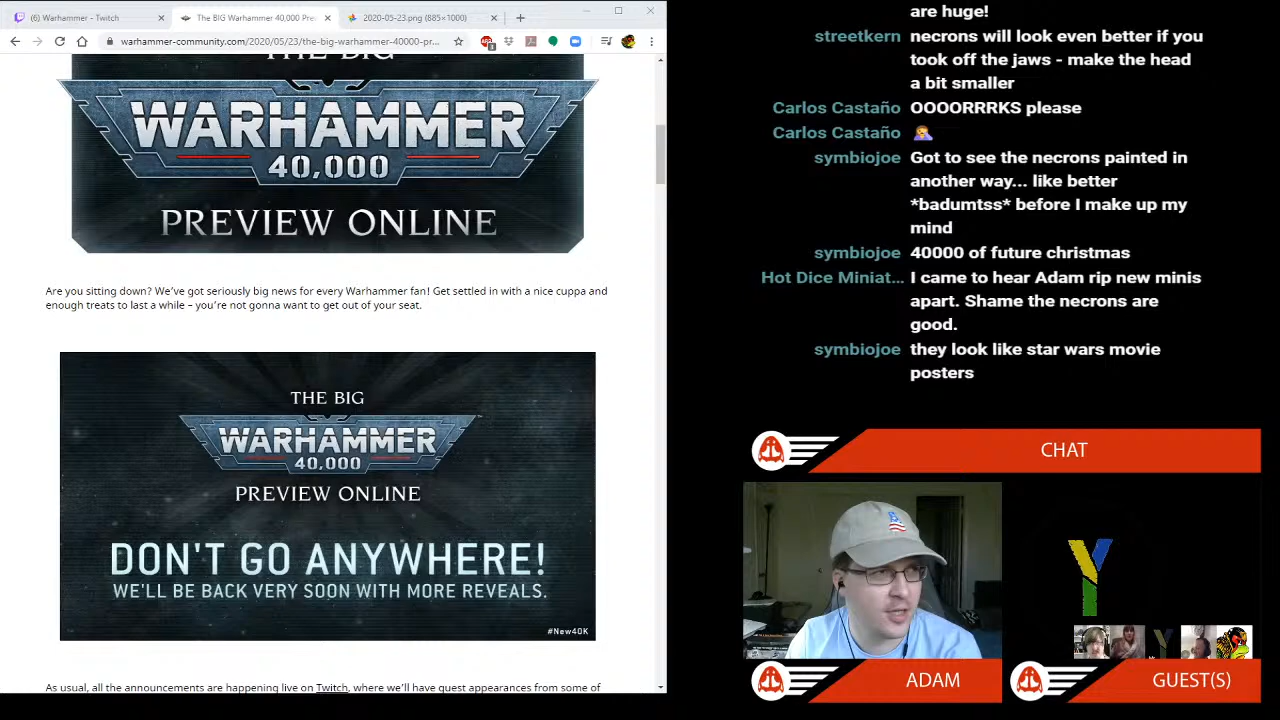 (6) Warhammer - Twitch
The BIG Warhammer 40,000 Pre
2020-05-23.png (885×1000)
warhammer-community.com/2020/05/23/the-big-warhammer-40000-pr...
THE BIG
WARHAMMER
40,000
PREVIEW ONLINE
Are you sitting down? We've got seriously big news for every Warhammer fan! Get settled in with a nice cuppa and
enough treats to last a while – you're not gonna want to get out of your seat.
THE BIG
WARHAMMER
40,000
PREVIEW ONLINE
DON'T GO ANYWHERE!
WE'LL BE BACK VERY SOON WITH MORE REVEALS.
#New40K
As usual, all the announcements are happening live on Twitch, where we'll have guest appearances from some of
are huge!
streetkern necrons will look even better if you
took off the jaws - make the head
a bit smaller
Carlos Castaño OOOORRRKS please
Carlos Castaño 🤦
symbiojoe Got to see the necrons painted in
another way... like better
*badumtss* before I make up my
mind
symbiojoe 40000 of future christmas
Hot Dice Miniat... I came to hear Adam rip new minis
apart. Shame the necrons are
good.
symbiojoe they look like star wars movie
posters
CHAT
Y
ADAM
GUEST(S)